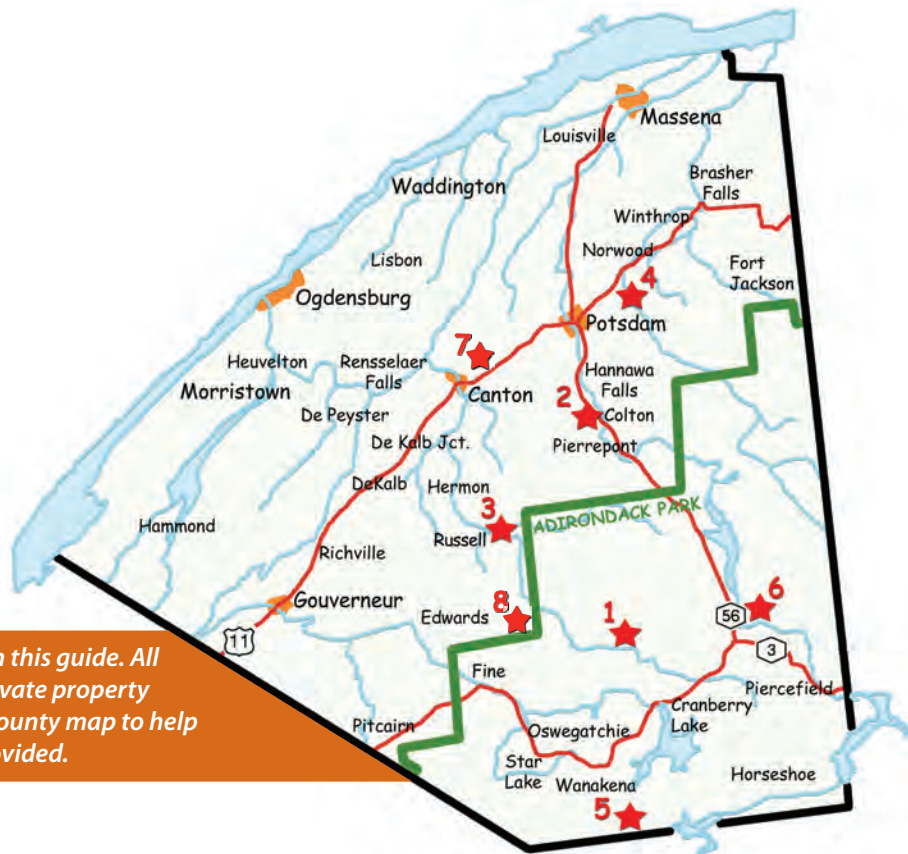 Massena
Louisville
Brasher
Falls
Waddington
Winthrop
Norwood
Lisbon
Fort
Jackson
4
Ogdensburg
Potsdam
7
Heuvelton
Rensselaer
Falls
Hannawa
Falls
Morristown
Canton
2
De Peyster
Colton
De Kalb Jct.
Pierrepont
DeKalb
Hermon
3
ADIRONDACK PARK
Hammond
Russell
Richville
Gouverneur
8
6
Edwards
1
56
11
3
Fine
Piercefield
Cranberry
Lake
Pitcairn
Oswegatchie
Star
Lake
Wanakena
Horseshoe
5
n this guide. All
ivate property
ounty map to help
ovided.